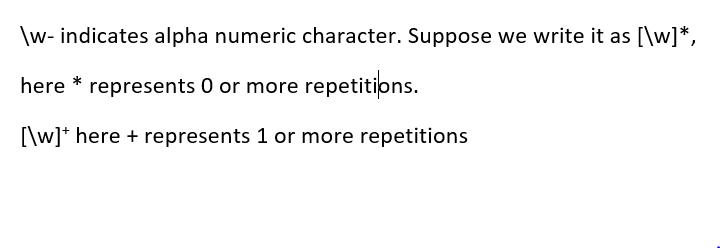 \w- indicates alpha numeric character. Suppose we write it as [\w]*,
here * represents 0 or more repetitions.
[\w]⁺ here + represents 1 or more repetitions